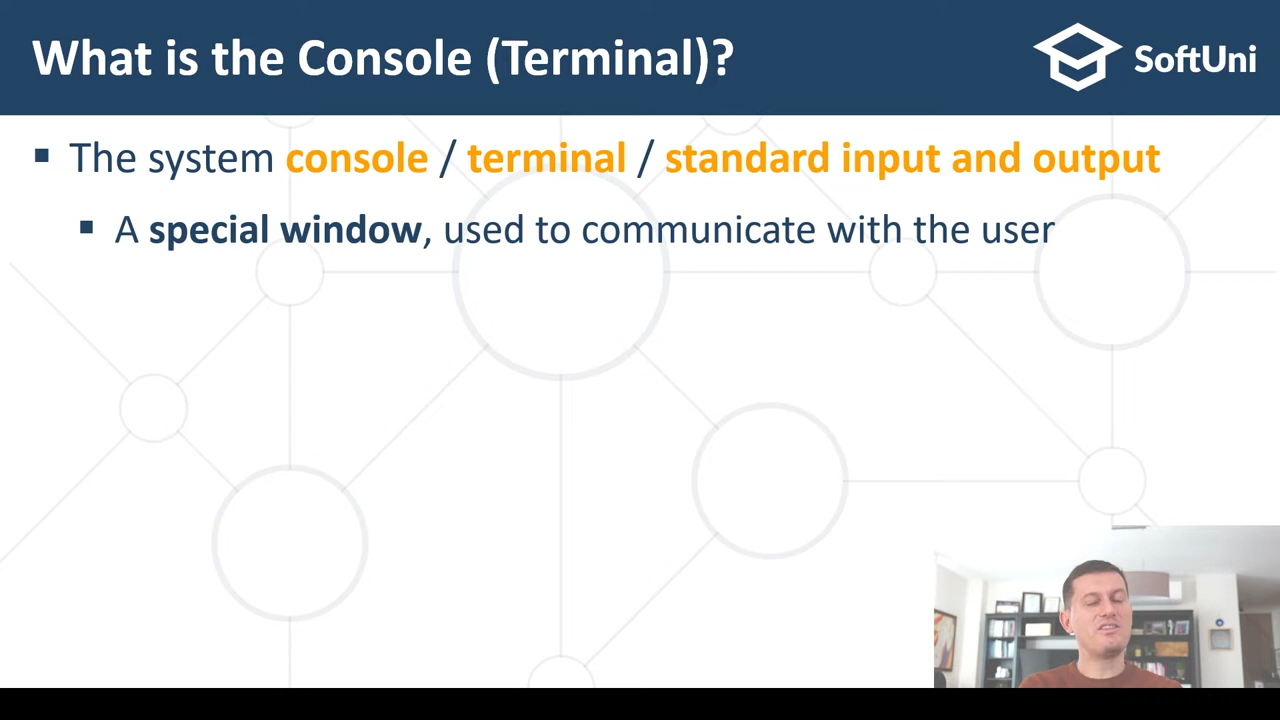 What is the Console (Terminal)?
SoftUni
The system console / terminal / standard input and output
A special window, used to communicate with the user